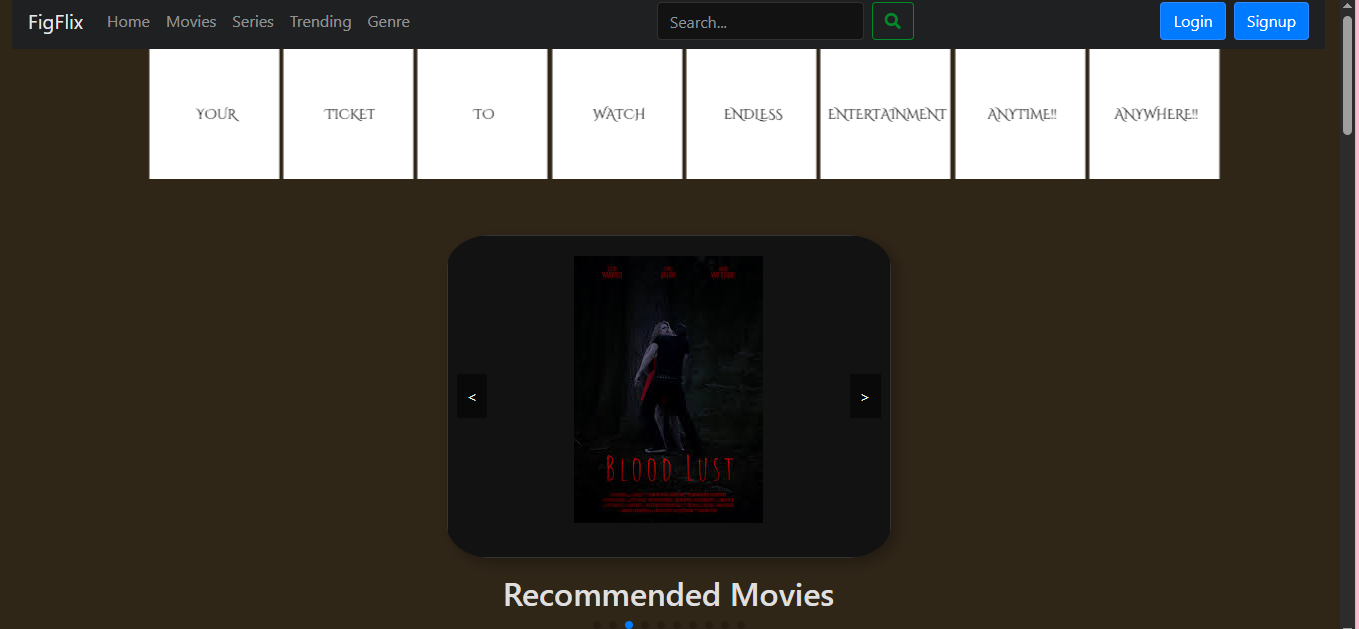 FigFlix Home Movies Series Trending Genre Search... Login Signup
YOUR TICKET TO WATCH ENDLESS ENTERTAINMENT ANYTIME!! ANYWHERE!!
< >
BLOOD LUST
Recommended Movies